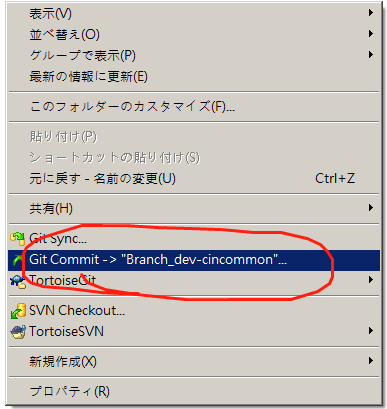 表示(V)
並べ替え(O)
グループで表示(P)
最新の情報に更新(E)
このフォルダーのカスタマイズ(F)...
貼り付け(P)
ショートカットの貼り付け(S)
元に戻す - 名前の変更(U) Ctrl+Z
共有(H)
Git Sync...
Git Commit -> "Branch_dev-cincommon"...
TortoiseGit
SVN Checkout...
TortoiseSVN
新規作成(X)
プロパティ(R)